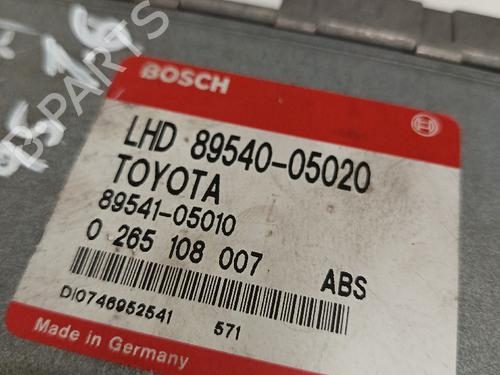 BOSCH
LHD 89540-05020
TOYOTA
89541-05010
0 265 108 007 ABS
DI0746952541 571
Made in Germany